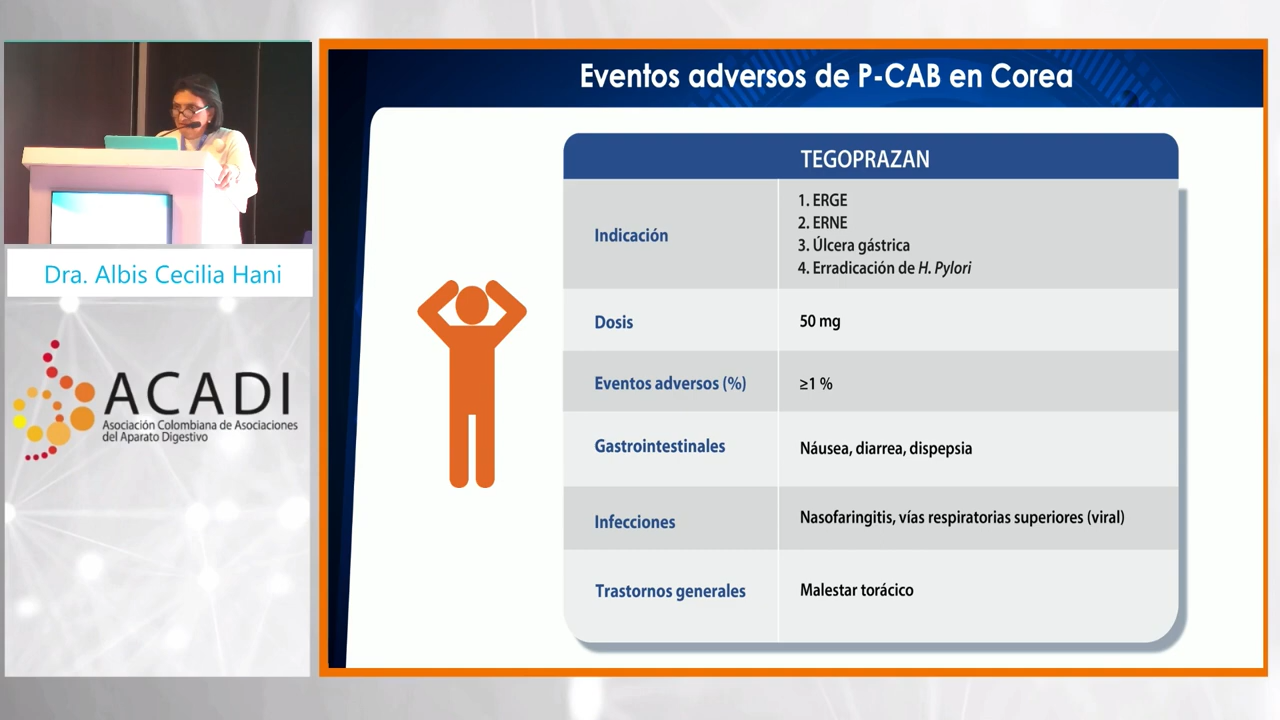 Eventos adversos de P-CAB en Corea
TEGOPRAZAN
Indicación
1. ERGE
2. ERNE
3. Úlcera gástrica
4. Erradicación de H. Pylori
Dosis
50 mg
Eventos adversos (%)
≥1 %
Gastrointestinales
Náusea, diarrea, dispepsia
Infecciones
Nasofaringitis, vías respiratorias superiores (viral)
Trastornos generales
Malestar torácico
Dra. Albis Cecilia Hani
ACADI
Asociación Colombiana de Asociaciones
del Aparato Digestivo